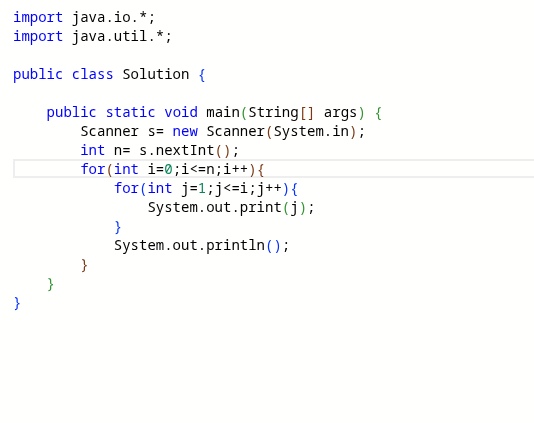 import java.io.*;
import java.util.*;

public class Solution {

    public static void main(String[] args) {
        Scanner s= new Scanner(System.in);
        int n= s.nextInt();
        for(int i=0;i<=n;i++){
            for(int j=1;j<=i;j++){
                System.out.print(j);
            }
            System.out.println();
        }
    }
}